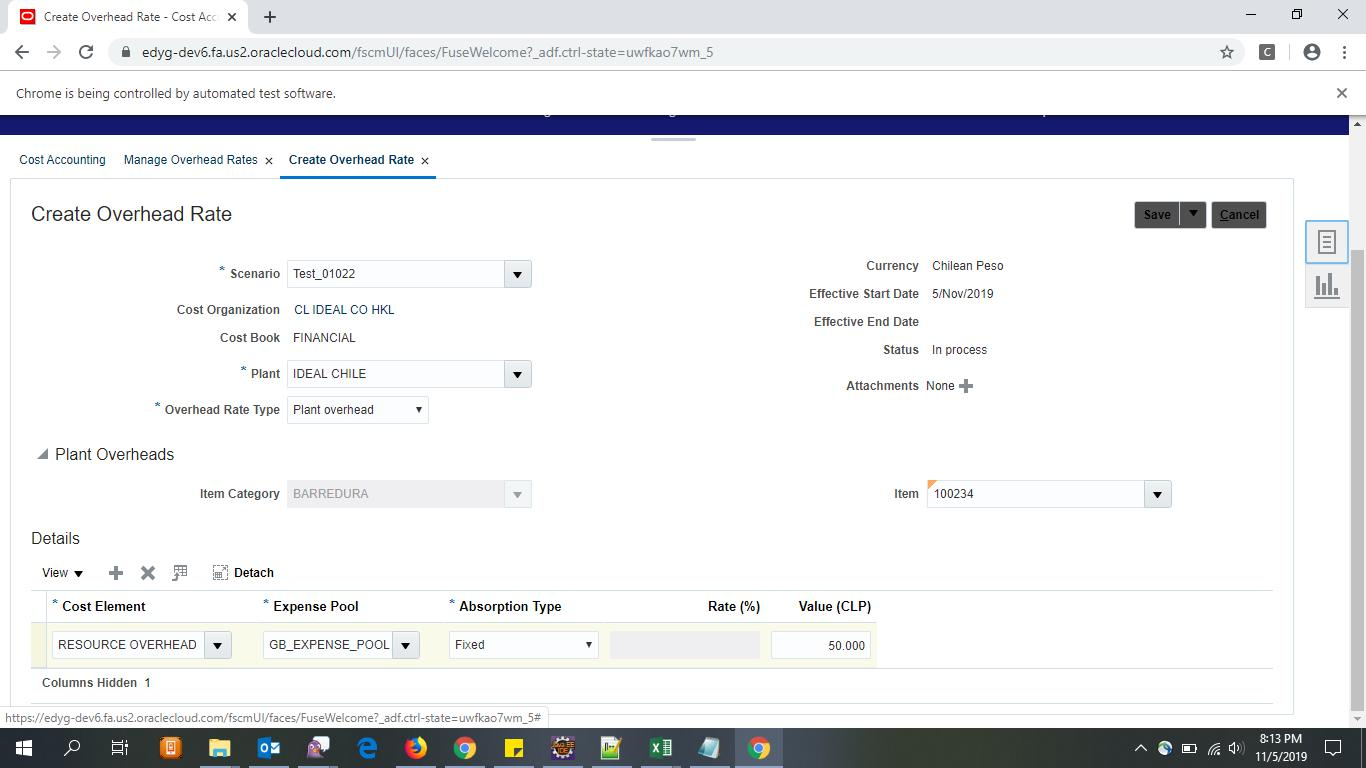 Create Overhead Rate - Cost Acc
edyg-dev6.fa.us2.oraclecloud.com/fscmUI/faces/FuseWelcome?_adf.ctrl-state=uwfkao7wm_5
C
Chrome is being controlled by automated test software.
Cost Accounting Manage Overhead Rates Create Overhead Rate
Create Overhead Rate
Save Cancel
* Scenario Test_01022
Currency Chilean Peso
Cost Organization CL IDEAL CO HKL
Effective Start Date 5/Nov/2019
Cost Book FINANCIAL
Effective End Date
Status In process
* Plant IDEAL CHILE
Attachments None
* Overhead Rate Type Plant overhead
Plant Overheads
Item Category BARREDURA
Item 100234
Details
View Detach
* Cost Element * Expense Pool * Absorption Type Rate (%) Value (CLP)
RESOURCE OVERHEAD GB_EXPENSE_POOL Fixed 50.000
Columns Hidden 1
https://edyg-dev6.fa.us2.oraclecloud.com/fscmUI/faces/FuseWelcome?_adf.ctrl-state=uwfkao7wm_5#
8:13 PM
11/5/2019